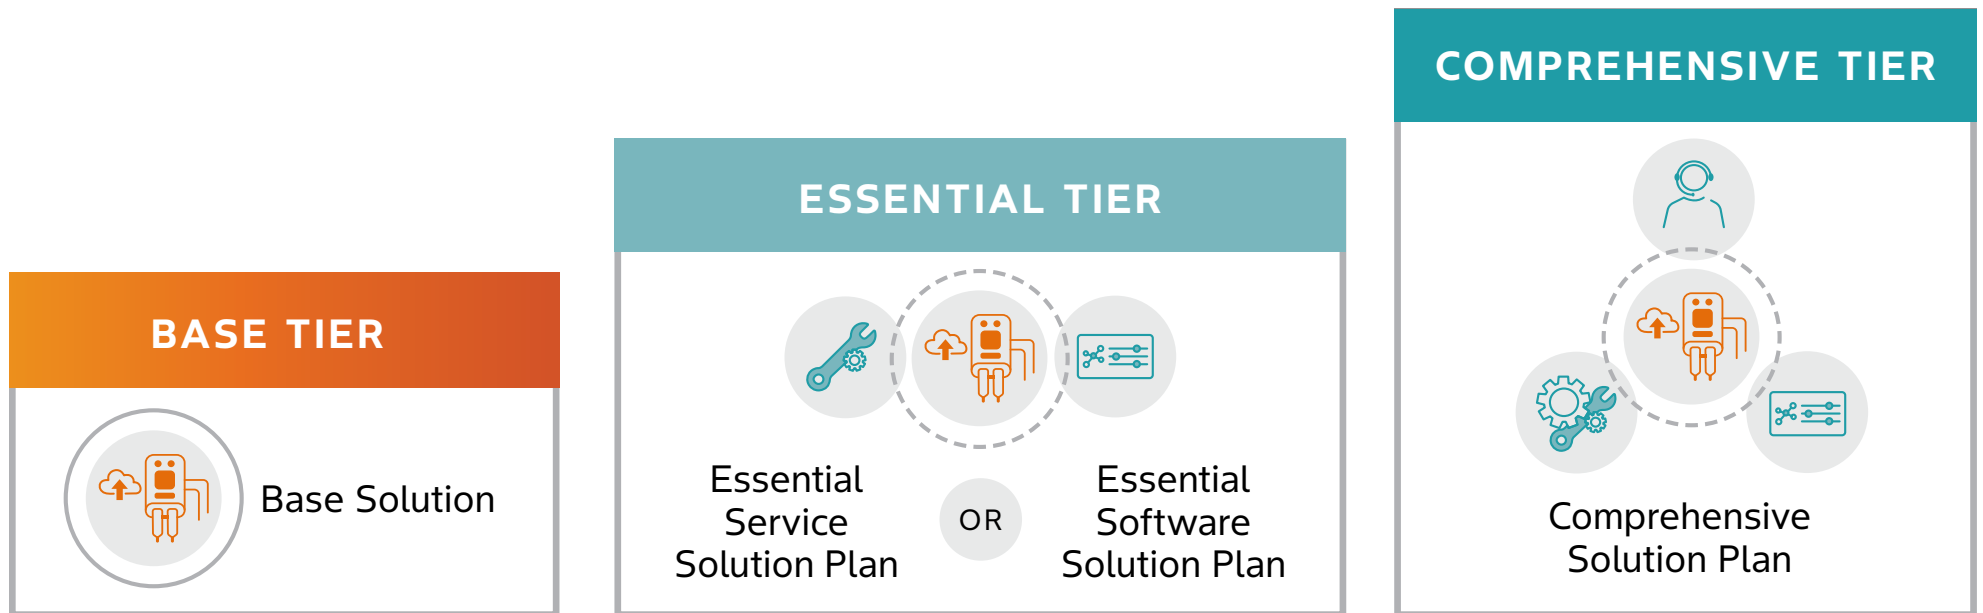 BASE TIER
Base Solution
ESSENTIAL TIER
Essential
Service
Solution Plan
OR
Essential
Software
Solution Plan
COMPREHENSIVE TIER
Comprehensive
Solution Plan